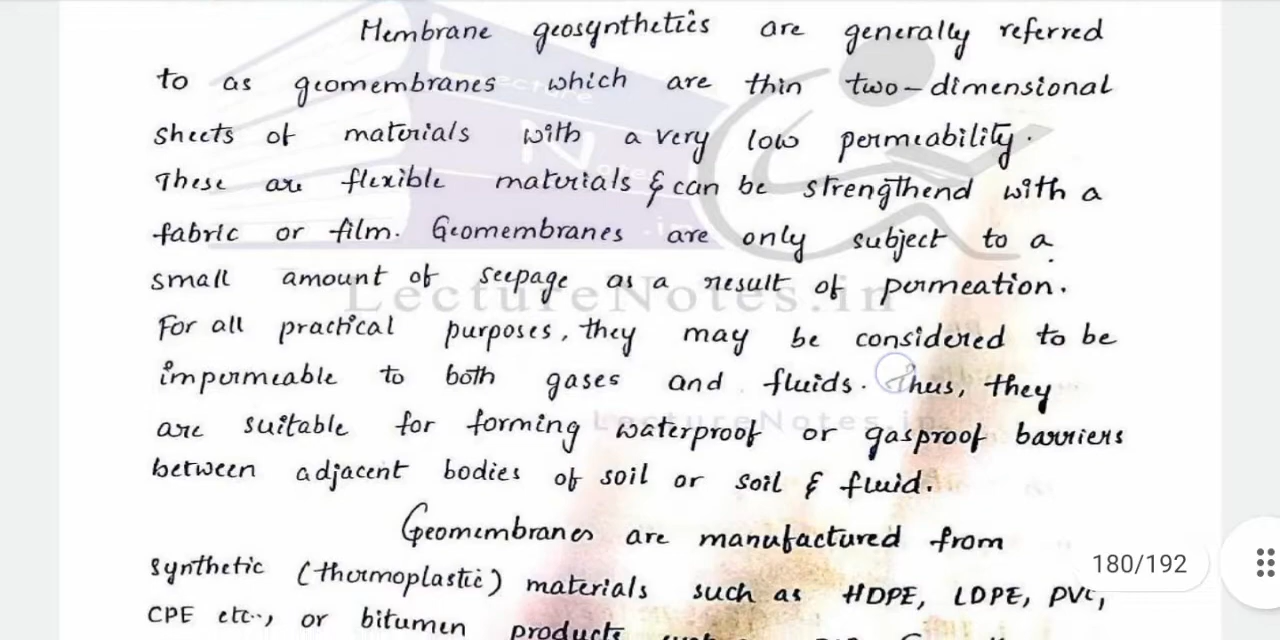 Membrane geosynthetics are generally referred
to as geomembranes which are thin two-dimensional
sheets of materials with a very low permeability.
These are flexible materials & can be strengthend with a
fabric or film. Geomembranes are only subject to a
small amount of seepage as a result of permeation.
LectureNotes.in
For all practical purposes, they may be considered to be
impermeable to both gases and fluids. Thus, they
LectureNotes.in
are suitable for forming waterproof or gasproof barriers
between adjacent bodies of soil or soil & fluid.
Geomembranes are manufactured from
180/192
synthetic (thermoplastic) materials such as HDPE, LDPE, PVC,
CPE etc., or bitumen products